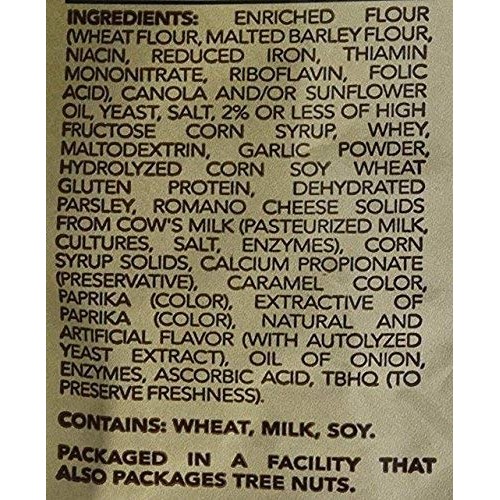 INGREDIENTS: ENRICHED FLOUR
(WHEAT FLOUR, MALTED BARLEY FLOUR,
NIACIN, REDUCED IRON, THIAMIN
MONONITRATE, RIBOFLAVIN, FOLIC
ACID), CANOLA AND/OR SUNFLOWER
OIL, YEAST, SALT, 2% OR LESS OF HIGH
FRUCTOSE CORN SYRUP, WHEY,
MALTODEXTRIN, GARLIC POWDER,
HYDROLYZED CORN SOY WHEAT
GLUTEN PROTEIN, DEHYDRATED
PARSLEY, ROMANO CHEESE SOLIDS
FROM COW'S MILK (PASTEURIZED MILK,
CULTURES, SALT, ENZYMES), CORN
SYRUP SOLIDS, CALCIUM PROPIONATE
(PRESERVATIVE), CARAMEL COLOR,
PAPRIKA (COLOR), EXTRACTIVE OF
PAPRIKA (COLOR), NATURAL AND
ARTIFICIAL FLAVOR (WITH AUTOLYZED
YEAST EXTRACT), OIL OF ONION,
ENZYMES, ASCORBIC ACID, TBHQ (TO
PRESERVE FRESHNESS).
CONTAINS: WHEAT, MILK, SOY.
PACKAGED IN A FACILITY THAT
ALSO PACKAGES TREE NUTS.